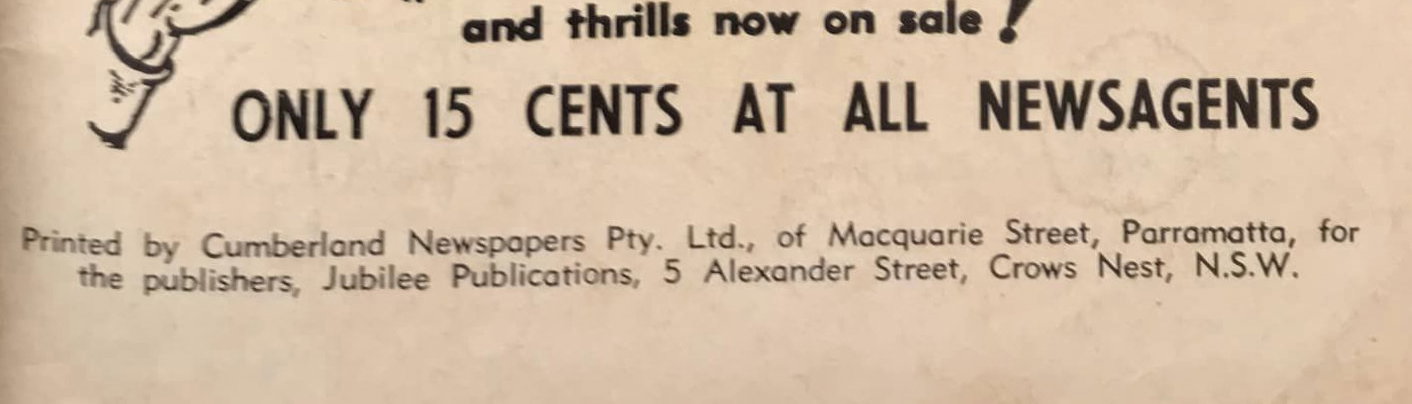 and thrills now on sale!
ONLY 15 CENTS AT ALL NEWSAGENTS
Printed by Cumberland Newspapers Pty. Ltd., of Macquarie Street, Parramatta, for
the publishers, Jubilee Publications, 5 Alexander Street, Crows Nest, N.S.W.